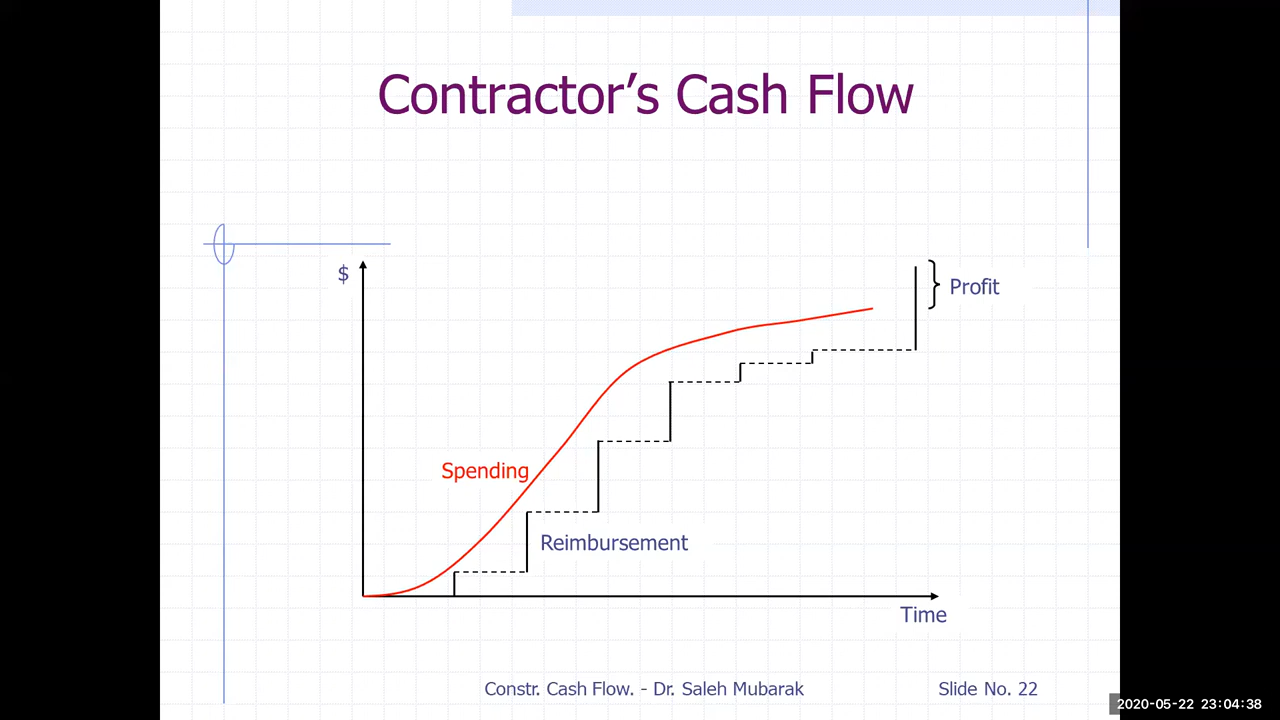 Contractor’s Cash Flow
$
Profit
Spending
Reimbursement
Time
Constr. Cash Flow. - Dr. Saleh Mubarak
Slide No. 22
2020-05-22 23:04:38